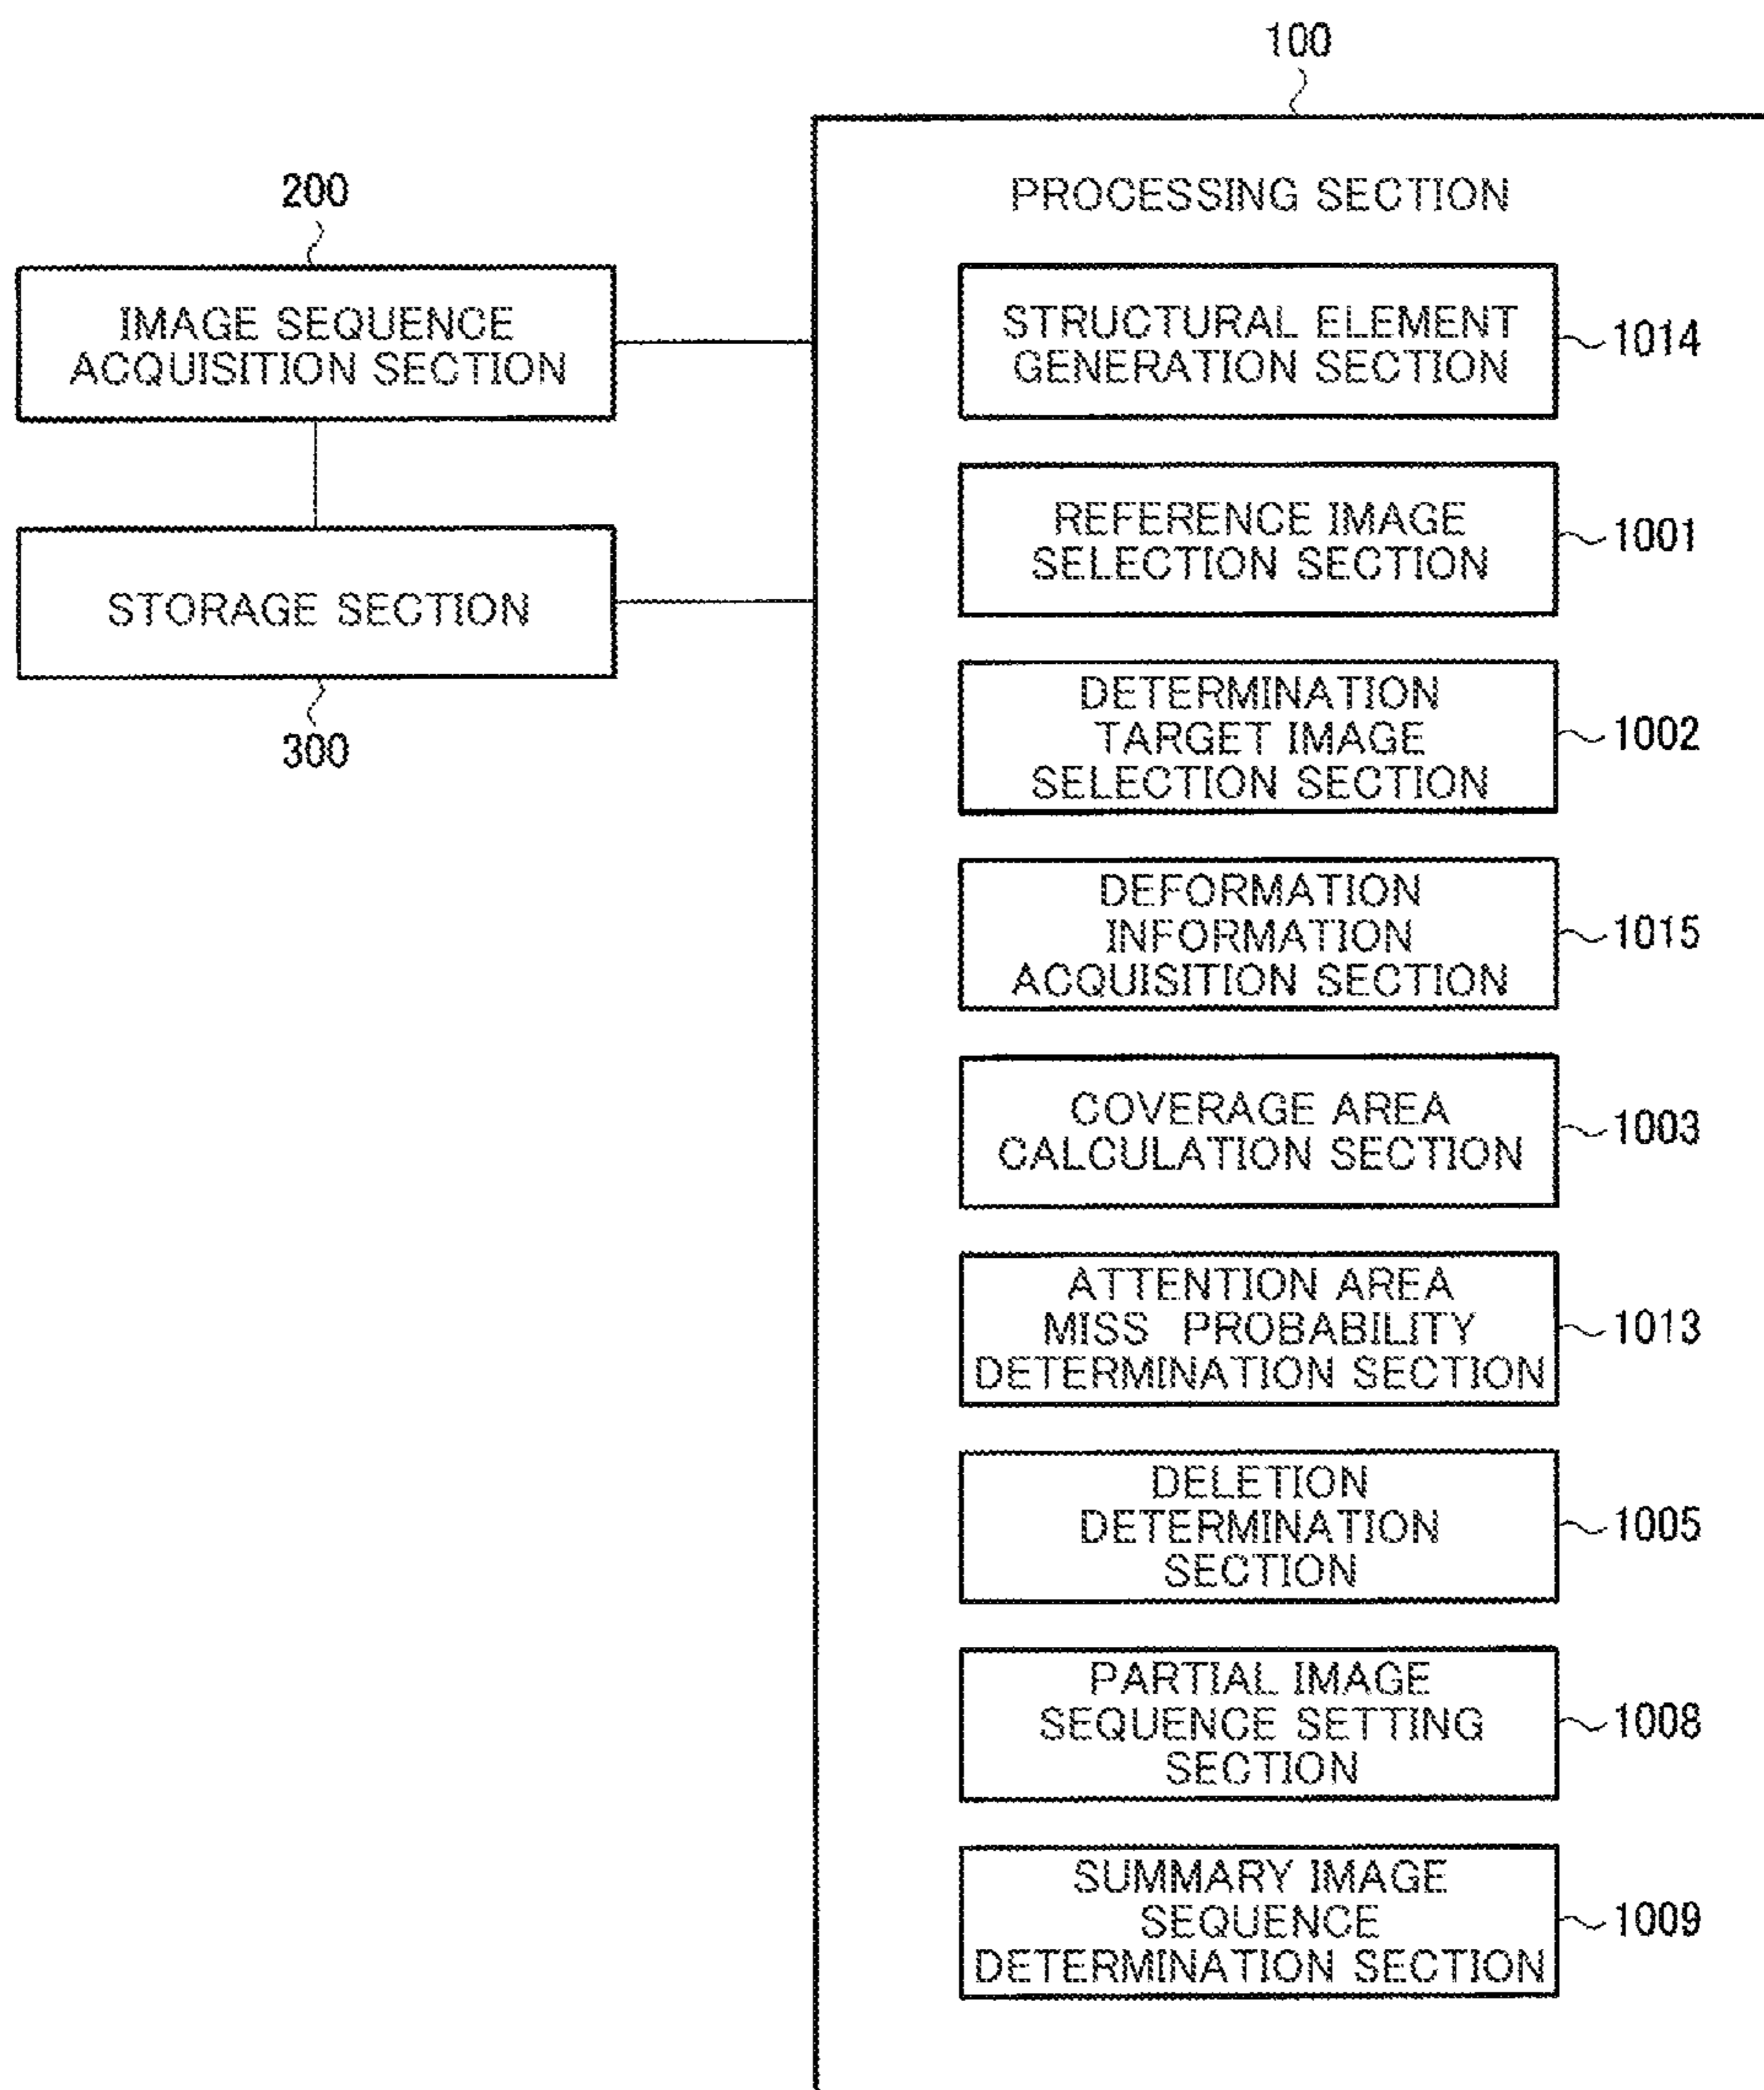 100
PROCESSING SECTION
200
IMAGE SEQUENCE
ACQUISITION SECTION
STORAGE SECTION
300
STRUCTURAL ELEMENT
GENERATION SECTION
1014
REFERENCE IMAGE
SELECTION SECTION
1001
DETERMINATION
TARGET IMAGE
SELECTION SECTION
1002
DEFORMATION
INFORMATION
ACQUISITION SECTION
1015
COVERAGE AREA
CALCULATION SECTION
1003
ATTENTION AREA
MISS PROBABILITY
DETERMINATION SECTION
1013
DELETION
DETERMINATION
SECTION
1005
PARTIAL IMAGE
SEQUENCE SETTING
SECTION
1008
SUMMARY IMAGE
SEQUENCE
DETERMINATION SECTION
1009